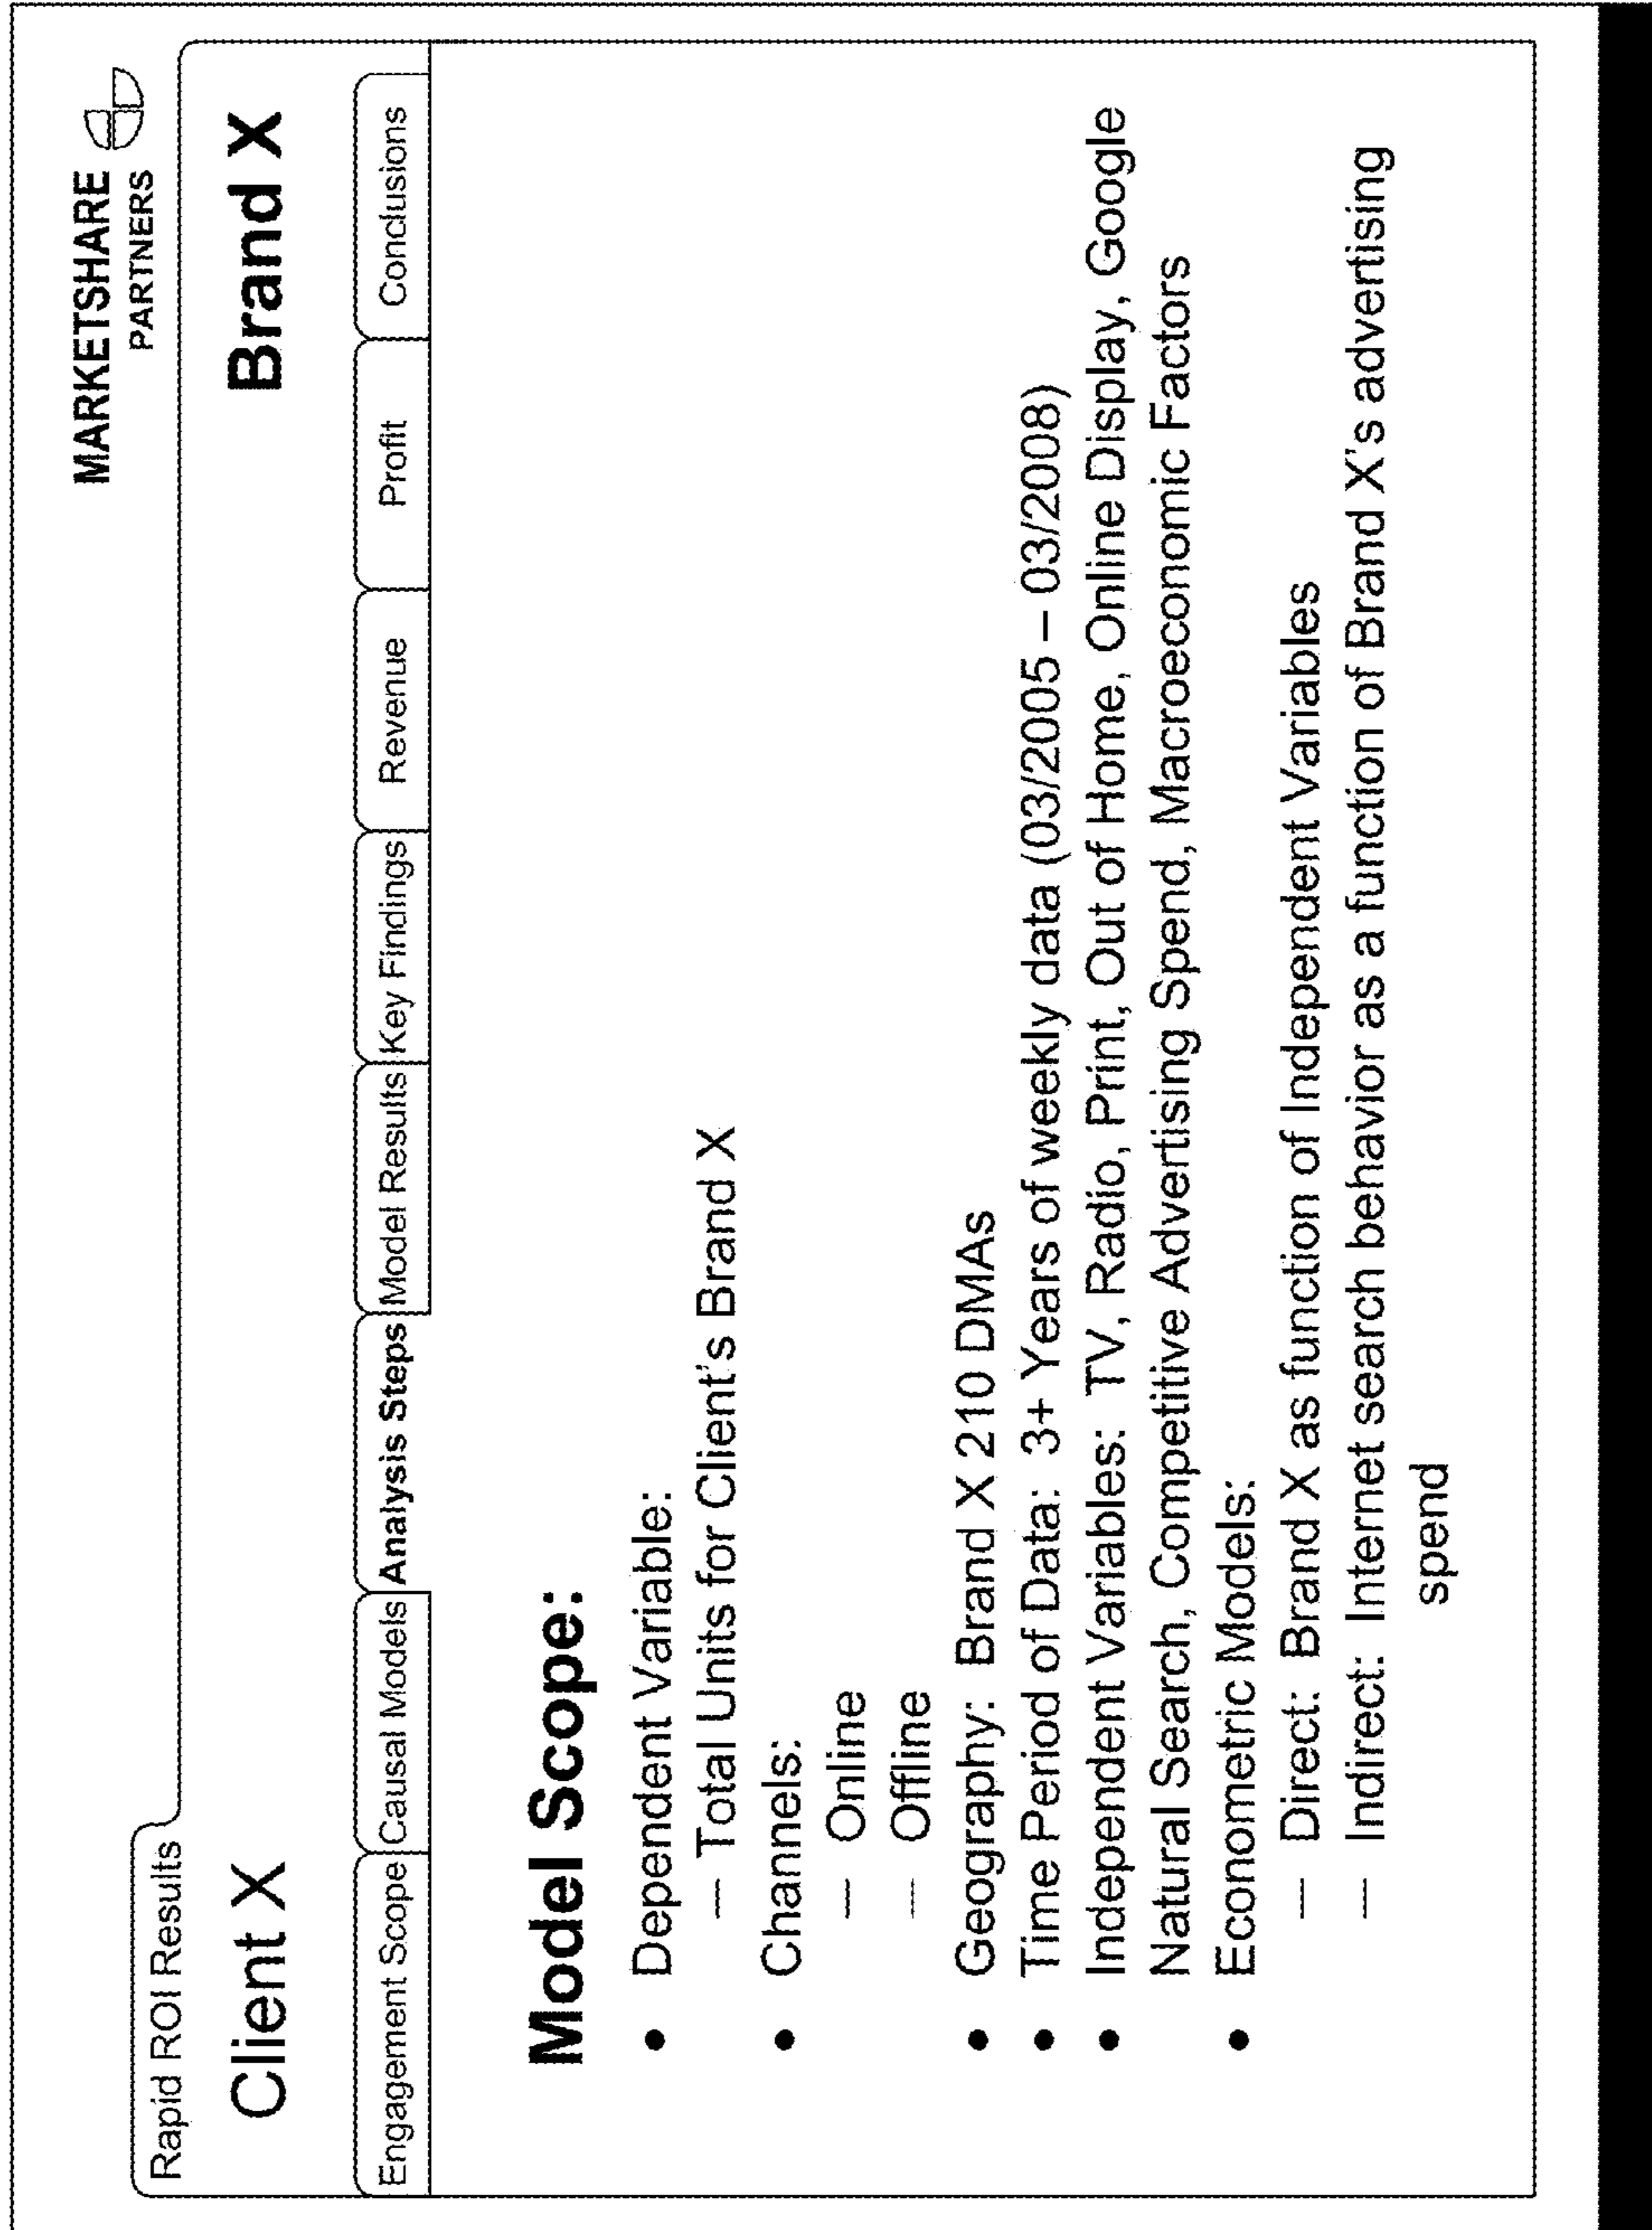 MARKETSHARE
PARTNERS
Rapid ROI Results
Client X
Brand X
Engagement Scope
Causal Models
Analysis Steps
Model Results
Key Findings
Revenue
Profit
Conclusions
Model Scope:
• Dependent Variable:
— Total Units for Client's Brand X
• Channels:
— Online
— Offline
• Geography: Brand X 210 DMAs
• Time Period of Data: 3+ Years of weekly data (03/2005 – 03/2008)
• Independent Variables: TV, Radio, Print, Out of Home, Online Display, Google
Natural Search, Competitive Advertising Spend, Macroeconomic Factors
• Econometric Models:
— Direct: Brand X as function of Independent Variables
— Indirect: Internet search behavior as a function of Brand X's advertising
spend